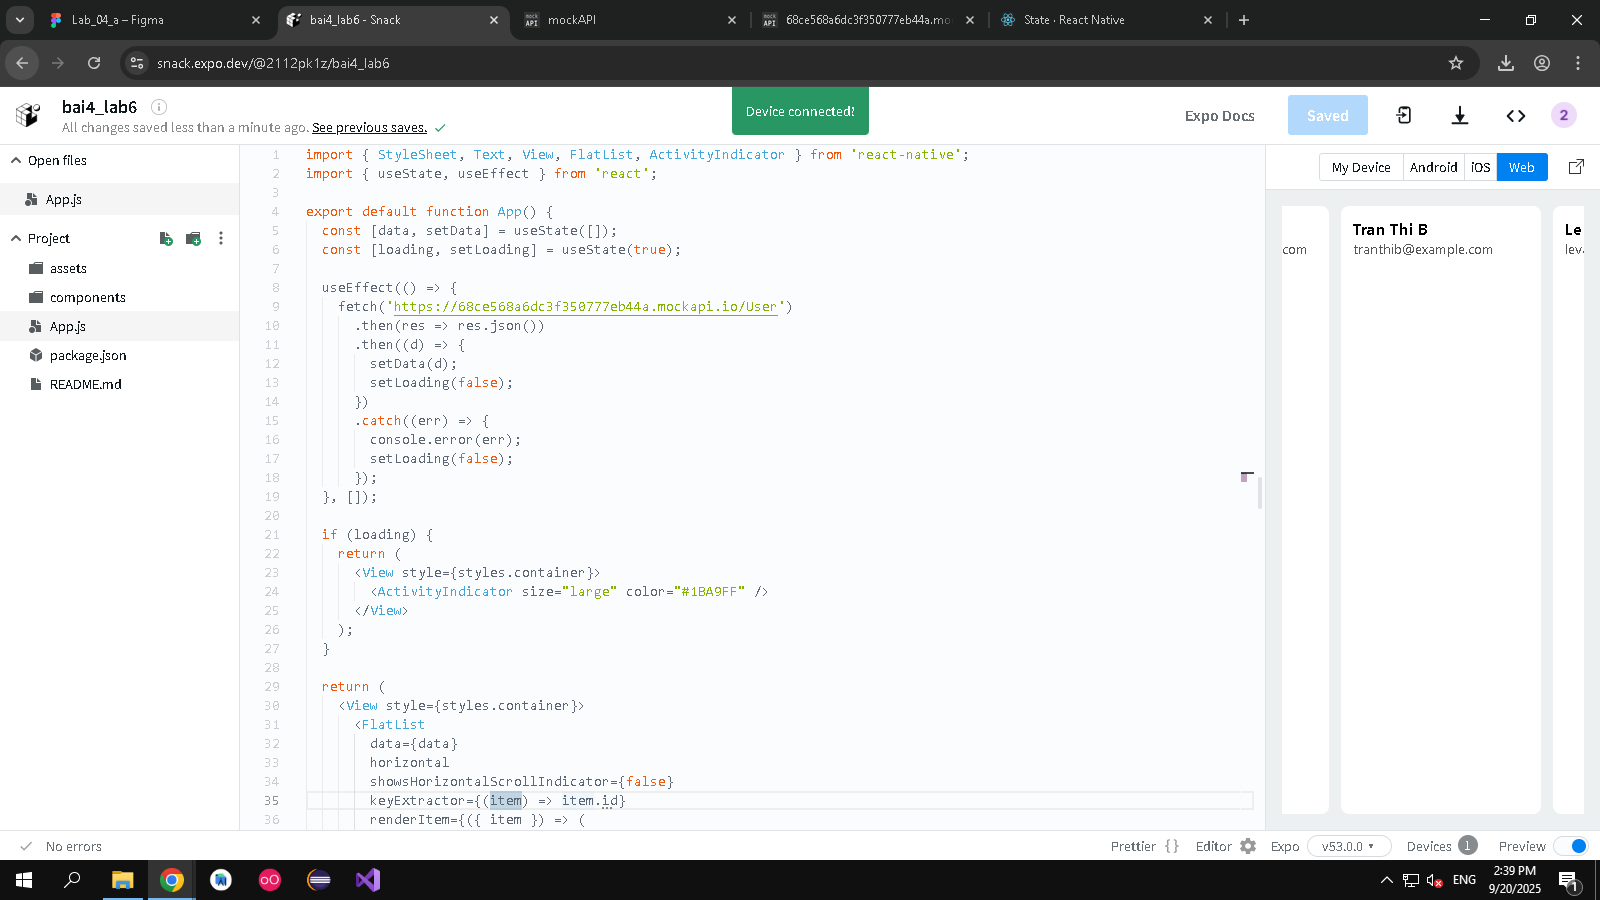 Lab_04_a – Figma
bai4_lab6 - Snack
mock API
mockAPI
mock API
68ce568a6dc3f350777eb44a.mo
State · React Native
snack.expo.dev/@2112pk1z/bai4_lab6
bai4_lab6
All changes saved less than a minute ago. See previous saves.
Device connected!
Expo Docs
Saved
2
Open files
App.js
Project
assets
components
App.js
package.json
README.md
1 import { StyleSheet, Text, View, FlatList, ActivityIndicator } from 'react-native';
2 import { useState, useEffect } from 'react';
3
4 export default function App() {
5 const [data, setData] = useState([]);
6 const [loading, setLoading] = useState(true);
7
8 useEffect(() => {
9 fetch('https://68ce568a6dc3f350777eb44a.mockapi.io/User')
10 .then(res => res.json())
11 .then((d) => {
12 setData(d);
13 setLoading(false);
14 })
15 .catch((err) => {
16 console.error(err);
17 setLoading(false);
18 });
19 }, []);
20
21 if (loading) {
22 return (
23 <View style={styles.container}>
24 <ActivityIndicator size="large" color="#1BA9FF" />
25 </View>
26 );
27 }
28
29 return (
30 <View style={styles.container}>
31 <FlatList
32 data={data}
33 horizontal
34 showsHorizontalScrollIndicator={false}
35 keyExtractor={(item) => item.id}
36 renderItem={({ item }) => (
My Device
Android
iOS
Web
com
Tran Thi B
tranthib@example.com
Le
leva
No errors
Prettier { }
Editor
Expo
v53.0.0
Devices 1
Preview
ENG
2:39 PM
9/20/2025
1